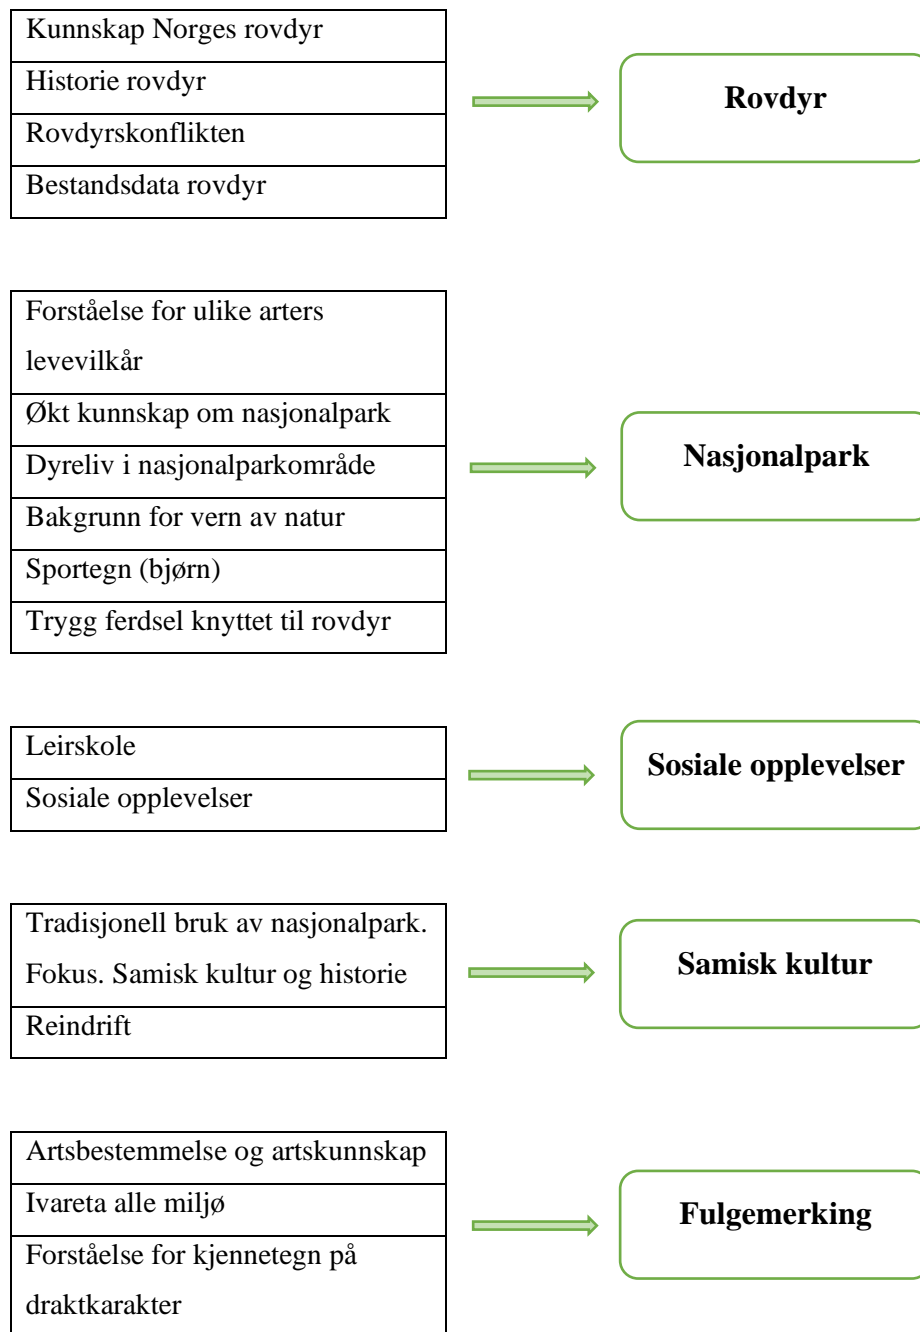 Kunnskap Norges rovdyr
Historie rovdyr
Rovdyrskonflikten
Bestandsdata rovdyr
Rovdyr
Forståelse for ulike arters
levevilkår
Økt kunnskap om nasjonalpark
Dyreliv i nasjonalparkområde
Bakgrunn for vern av natur
Sportegn (bjørn)
Trygg ferdsel knyttet til rovdyr
Nasjonalpark
Leirskole
Sosiale opplevelser
Sosiale opplevelser
Tradisjonell bruk av nasjonalpark.
Fokus. Samisk kultur og historie
Reindrift
Samisk kultur
Artsbestemmelse og artskunnskap
Ivareta alle miljø
Forståelse for kjennetegn på
draktkarakter
Fulgemerking